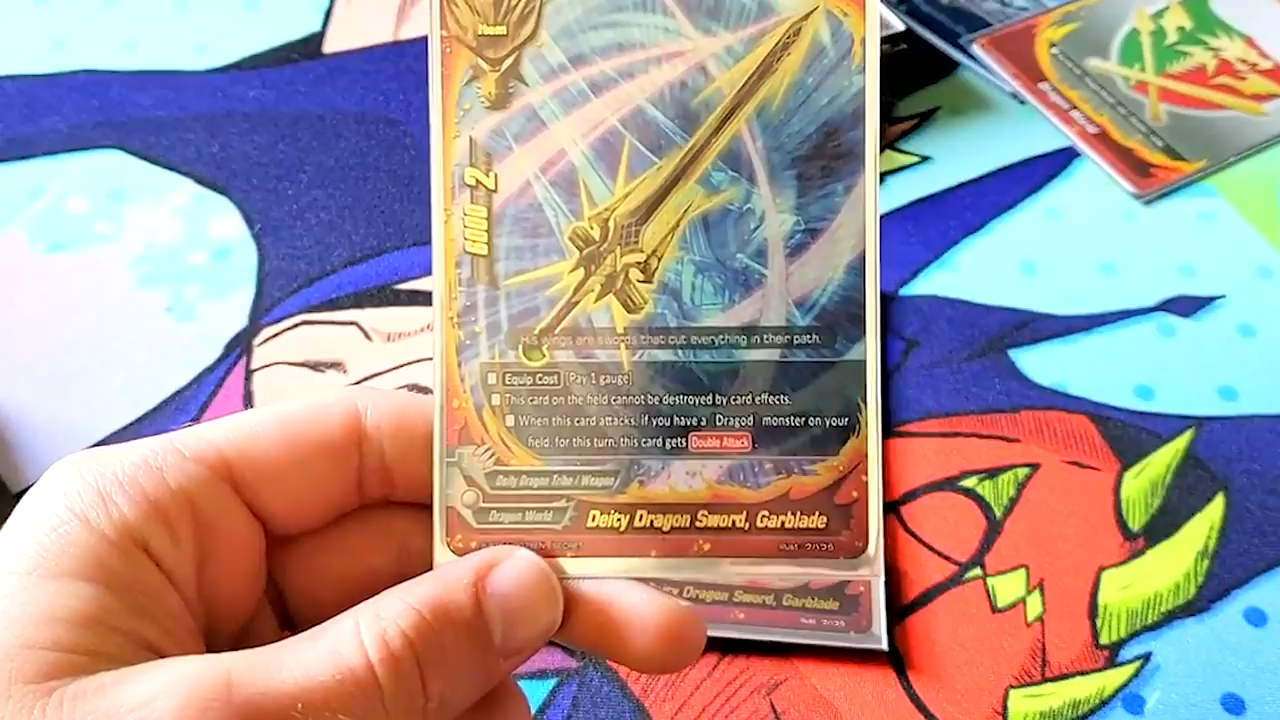 Item
6000
2
His wings are swords that cut everything in their path.
Equip Cost [Pay 1 gauge]
This card on the field cannot be destroyed by card effects.
When this card attacks, if you have a "Dragod" monster on your
field, for this turn, this card gets Double Attack .
Deity Dragon Tribe / Weapon
Dragon World
Deity Dragon Sword, Garblade
Deity Dragon Sword, Garblade
Dragon World